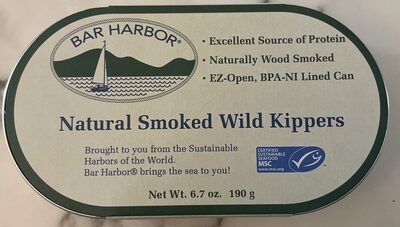 BAR HARBOR®
• Excellent Source of Protein
• Naturally Wood Smoked
• EZ-Open, BPA-NI Lined Can
Natural Smoked Wild Kippers
Brought to you from the Sustainable
Harbors of the World.
Bar Harbor® brings the sea to you!
CERTIFIED
SUSTAINABLE
SEAFOOD
MSC
www.msc.org
Net Wt. 6.7 oz. 190 g